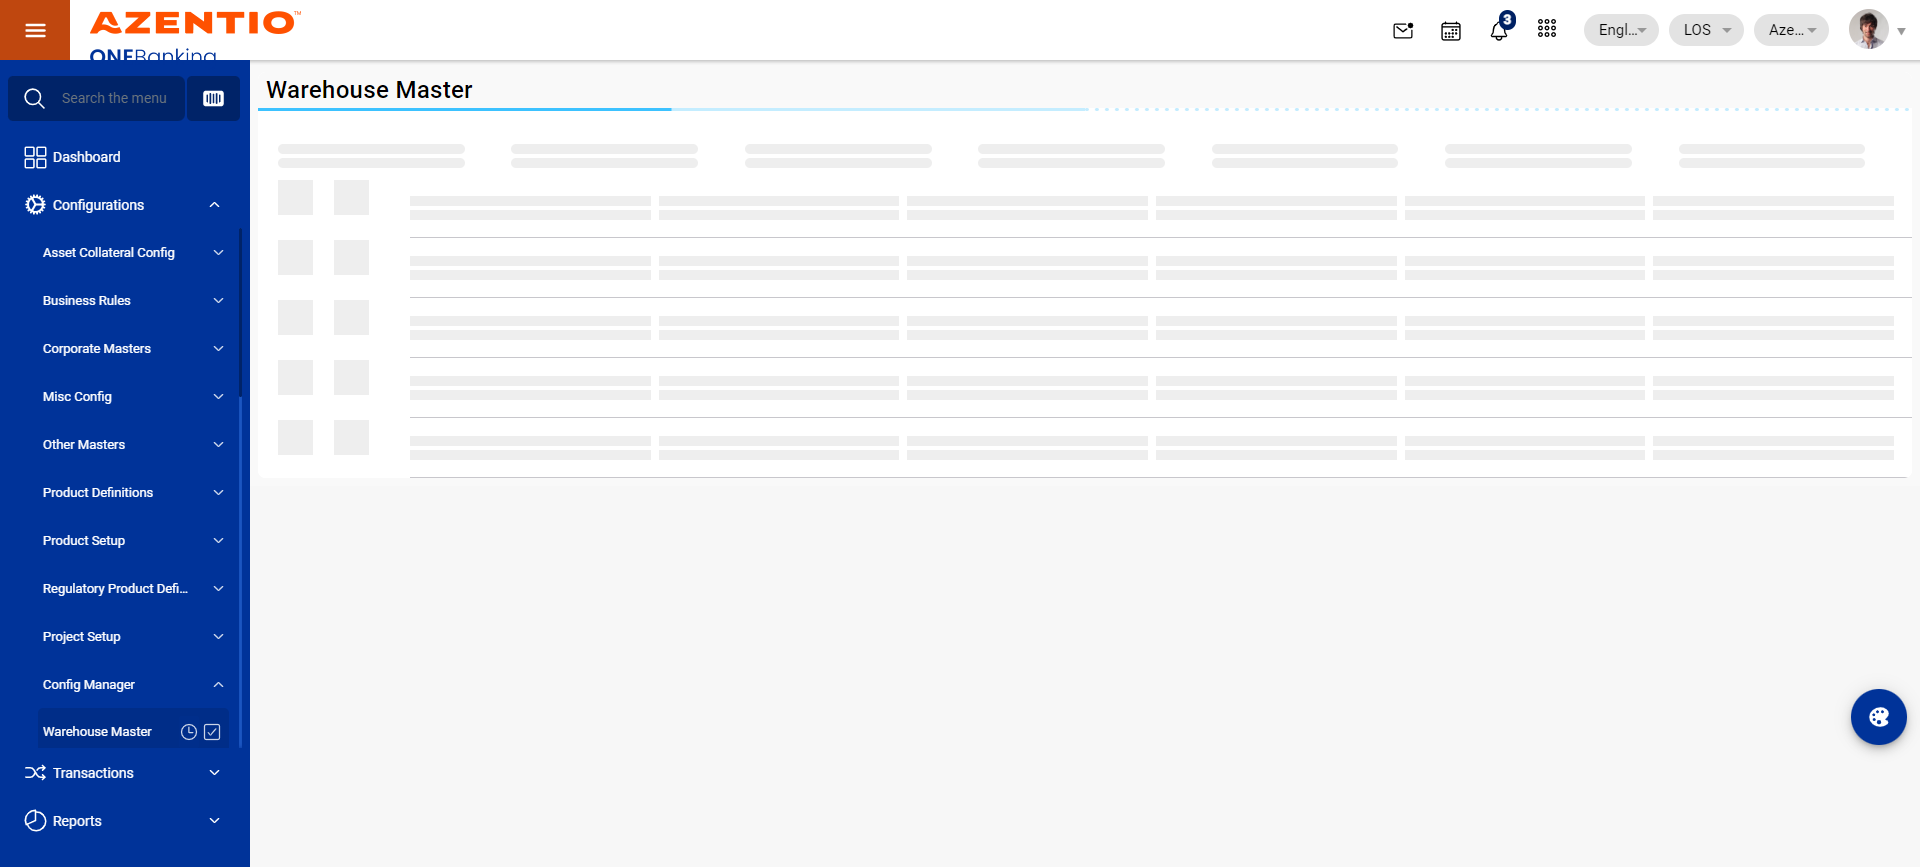 AZENTIO™
ONEBanking
3
Engl...
LOS
Aze...
Search the menu
Warehouse Master
Dashboard
Configurations
Asset Collateral Config
Business Rules
Corporate Masters
Misc Config
Other Masters
Product Definitions
Product Setup
Regulatory Product Defi...
Project Setup
Config Manager
Warehouse Master
Transactions
Reports